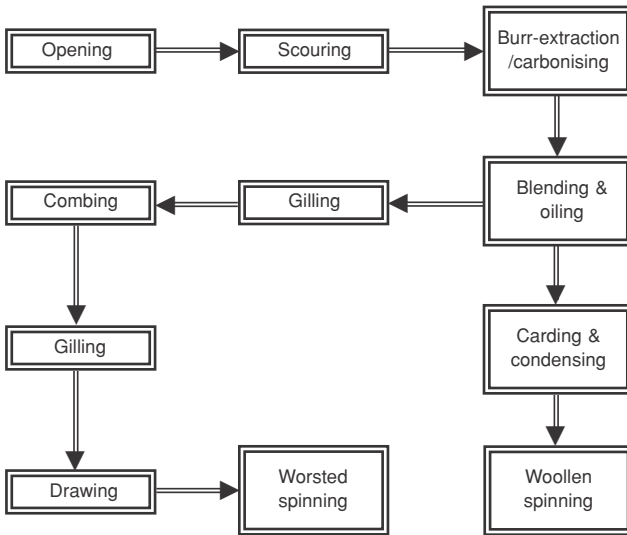 Opening
Scouring
Burr-extraction
/carbonising
Combing
Gilling
Blending &
oiling
Gilling
Carding &
condensing
Drawing
Worsted
spinning
Woollen
spinning